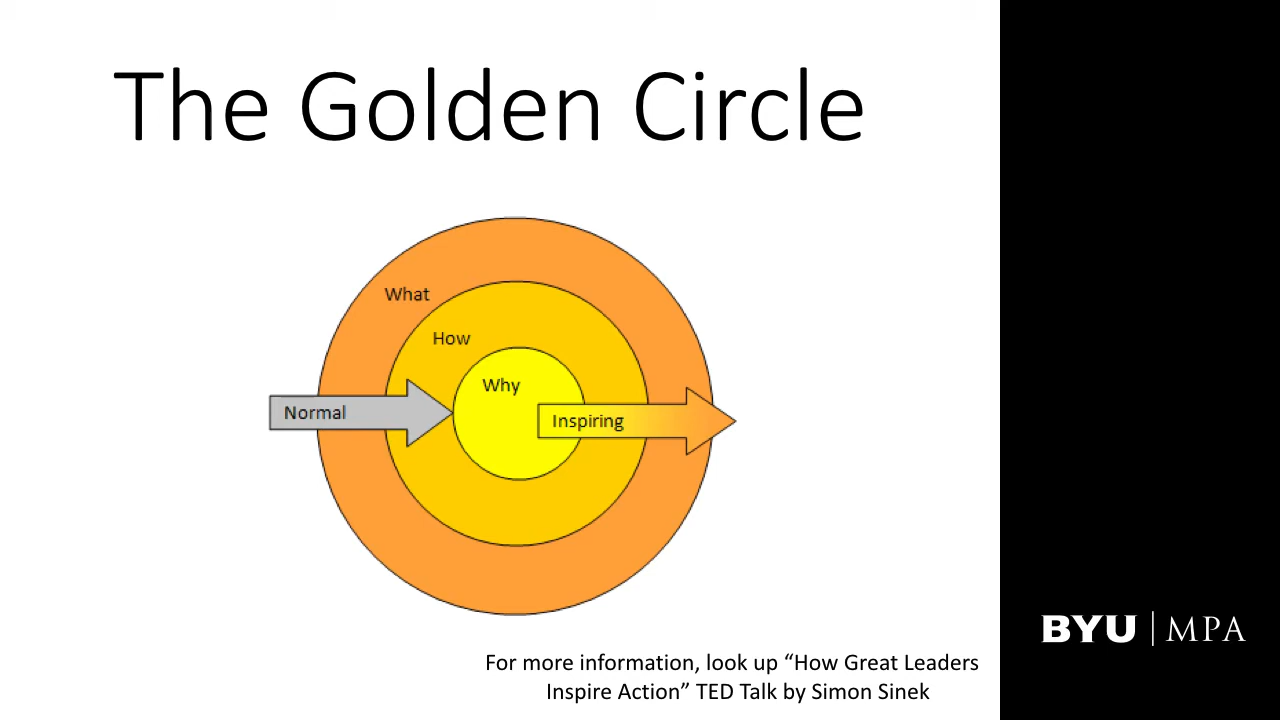 The Golden Circle
What
How
Why
Normal
Inspiring
BYU | MPA
For more information, look up “How Great Leaders
Inspire Action” TED Talk by Simon Sinek